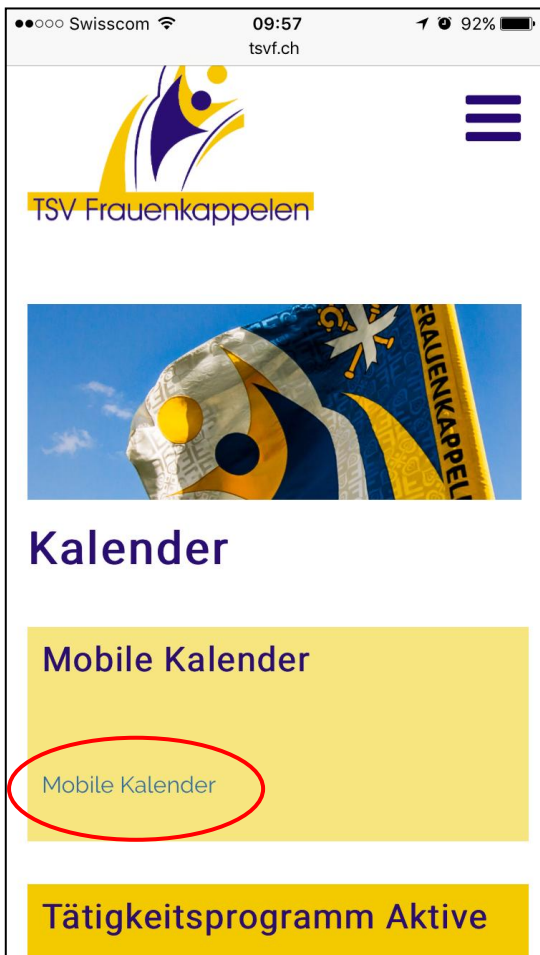 Swisscom 09:57 92%
tsvf.ch
TSV Frauenkappelen
FRAUENKAPPEL
Kalender
Mobile Kalender
Mobile Kalender
Tätigkeitsprogramm Aktive